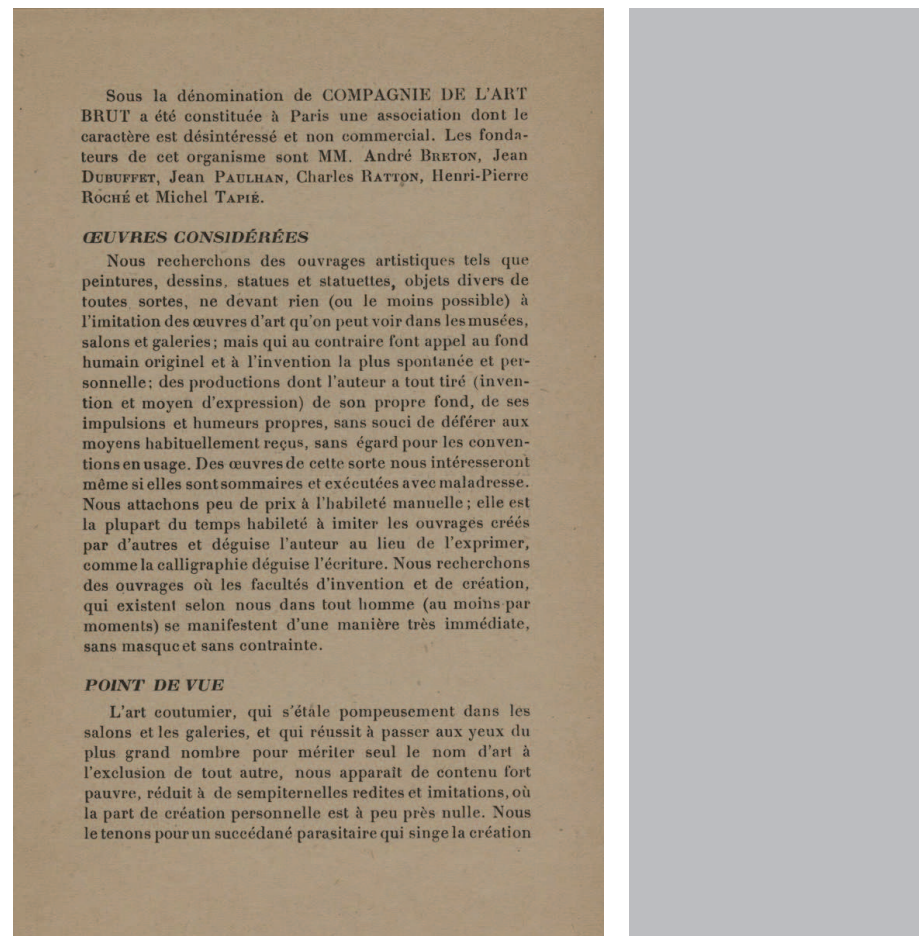 Sous la dénomination de COMPAGNIE DE L'ART
BRUT a été constituée à Paris une association dont le
caractère est désintéressé et non commercial. Les fonda-
teurs de cet organisme sont MM. André BRETON, Jean
DUBUFFET, Jean PAULHAN, Charles RATTON, Henri-Pierre
ROCHÉ et Michel TAPIÉ.
ŒUVRES CONSIDÉRÉES
Nous recherchons des ouvrages artistiques tels que
peintures, dessins, statues et statuettes, objets divers de
toutes sortes, ne devant rien (ou le moins possible) à
l'imitation des œuvres d'art qu'on peut voir dans les musées,
salons et galeries; mais qui au contraire font appel au fond
humain originel et à l'invention la plus spontanée et per-
sonnelle; des productions dont l'auteur a tout tiré (inven-
tion et moyen d'expression) de son propre fond, de ses
impulsions et humeurs propres, sans souci de déférer aux
moyens habituellement reçus, sans égard pour les conven-
tions en usage. Des œuvres de cette sorte nous intéresseront
même si elles sont sommaires et exécutées avec maladresse.
Nous attachons peu de prix à l'habileté manuelle; elle est
la plupart du temps habileté à imiter les ouvrages créés
par d'autres et déguise l'auteur au lieu de l'exprimer,
comme la calligraphie déguise l'écriture. Nous recherchons
des ouvrages où les facultés d'invention et de création,
qui existent selon nous dans tout homme (au moins par
moments) se manifestent d'une manière très immédiate,
sans masque et sans contrainte.
POINT DE VUE
L'art coutumier, qui s'étale pompeusement dans les
salons et les galeries, et qui réussit à passer aux yeux du
plus grand nombre pour mériter seul le nom d'art à
l'exclusion de tout autre, nous apparaît de contenu fort
pauvre, réduit à de sempiternelles redites et imitations, où
la part de création personnelle est à peu près nulle. Nous
le tenons pour un succédané parasitaire qui singe la création